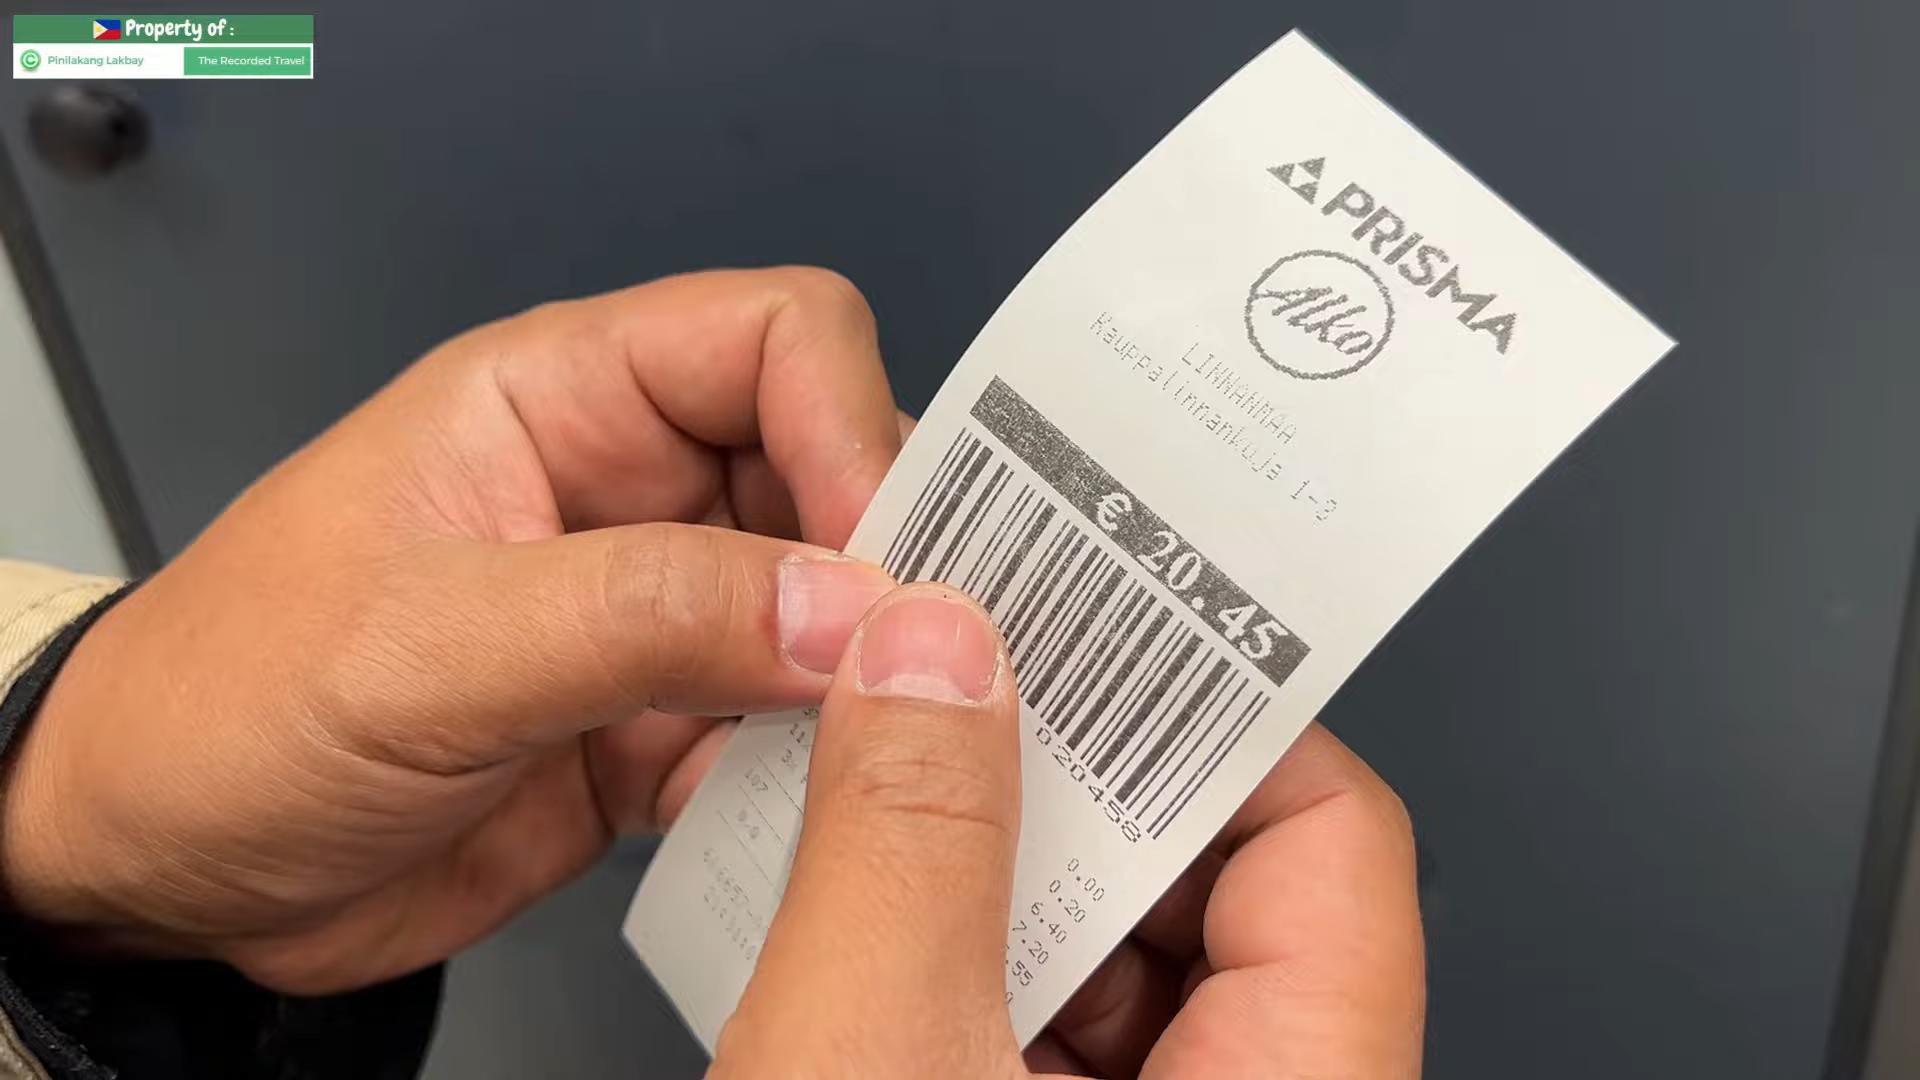 Property of :
© Pinilakang Lakbay
The Recorded Travel
PRISMA
Alko
LINNANMAA
Kauppalinnankuja 1-3
€ 20.45
020458
0.00
0.20
6.40
7.20
.55